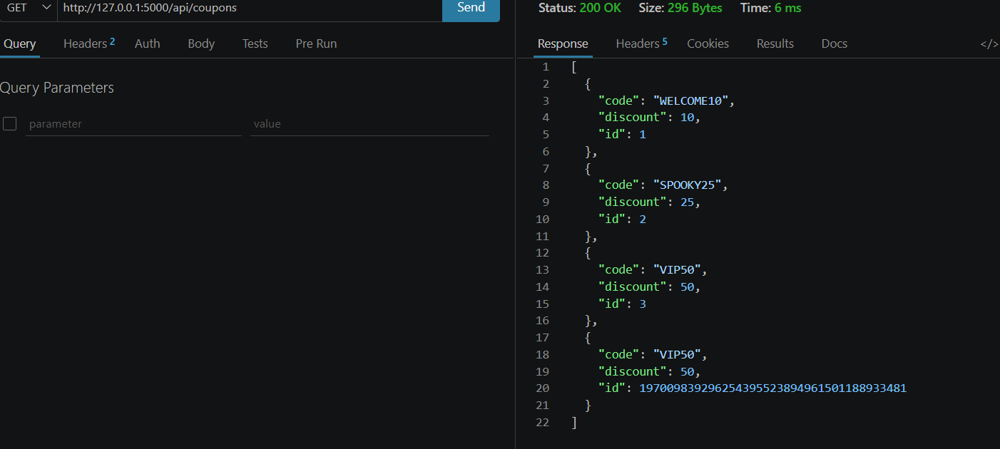 GET http://127.0.0.1:5000/api/coupons Send
Query Headers 2 Auth Body Tests Pre Run
Query Parameters
parameter value
Status: 200 OK Size: 296 Bytes Time: 6 ms
Response Headers 5 Cookies Results Docs </>
1 [
2 {
3 "code": "WELCOME10",
4 "discount": 10,
5 "id": 1
6 },
7 {
8 "code": "SPOOKY25",
9 "discount": 25,
10 "id": 2
11 },
12 {
13 "code": "VIP50",
14 "discount": 50,
15 "id": 3
16 },
17 {
18 "code": "VIP50",
19 "discount": 50,
20 "id": 197009839296254395523894961501188933481
21 }
22 ]